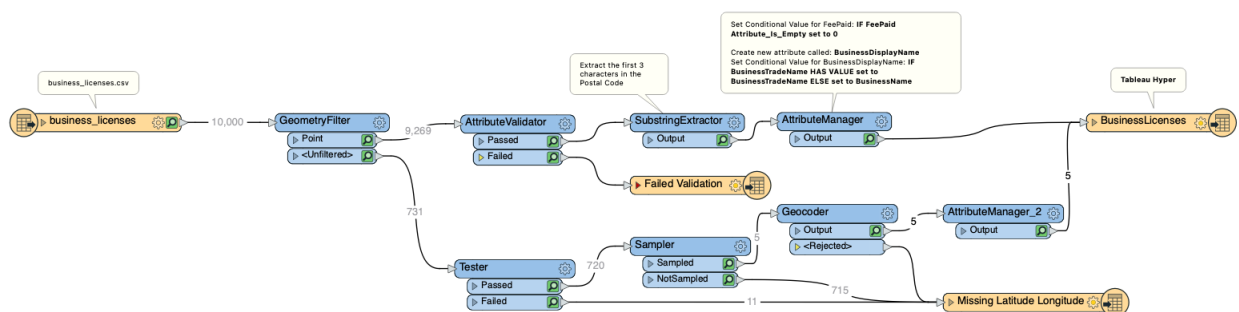 Set Conditional Value for FeePaid: IF FeePaid
Attribute_Is_Empty set to 0
Create new attribute called: BusinessDisplayName
Set Conditional Value for BusinessDisplayName: IF
BusinessTradeName HAS VALUE set to
BusinessTradeName ELSE set to BusinessName
Extract the first 3
characters in the
Postal Code
business_licenses.csv
Tableau Hyper
business_licenses
10,000
GeometryFilter
Point
<Unfiltered>
9,269
AttributeValidator
Passed
Failed
SubstringExtractor
Output
AttributeManager
Output
BusinessLicenses
Failed Validation
5
731
Geocoder
Output
<Rejected>
5
AttributeManager_2
Output
Sampler
Sampled
NotSampled
5
Tester
Passed
Failed
720
715
11
Missing Latitude Longitude